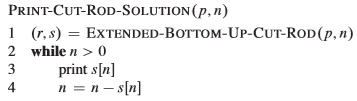 PRINT-CUT-ROD-SOLUTION(p, n)
1 (r, s) = EXTENDED-BOTTOM-UP-CUT-ROD(p, n)
2 while n > 0
3 print s[n]
4 n = n − s[n]